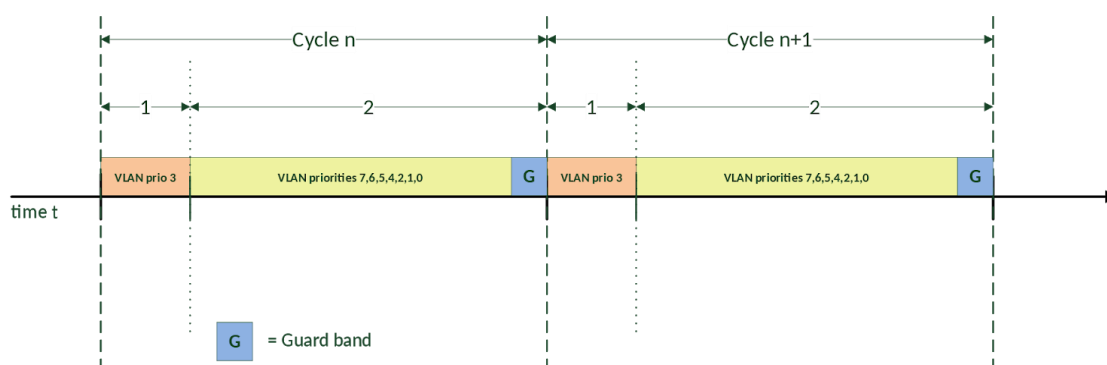 Cycle n
Cycle n+1
1
2
1
2
VLAN prio 3
VLAN priorities 7,6,5,4,2,1,0
G
VLAN prio 3
VLAN priorities 7,6,5,4,2,1,0
G
time t
G
= Guard band